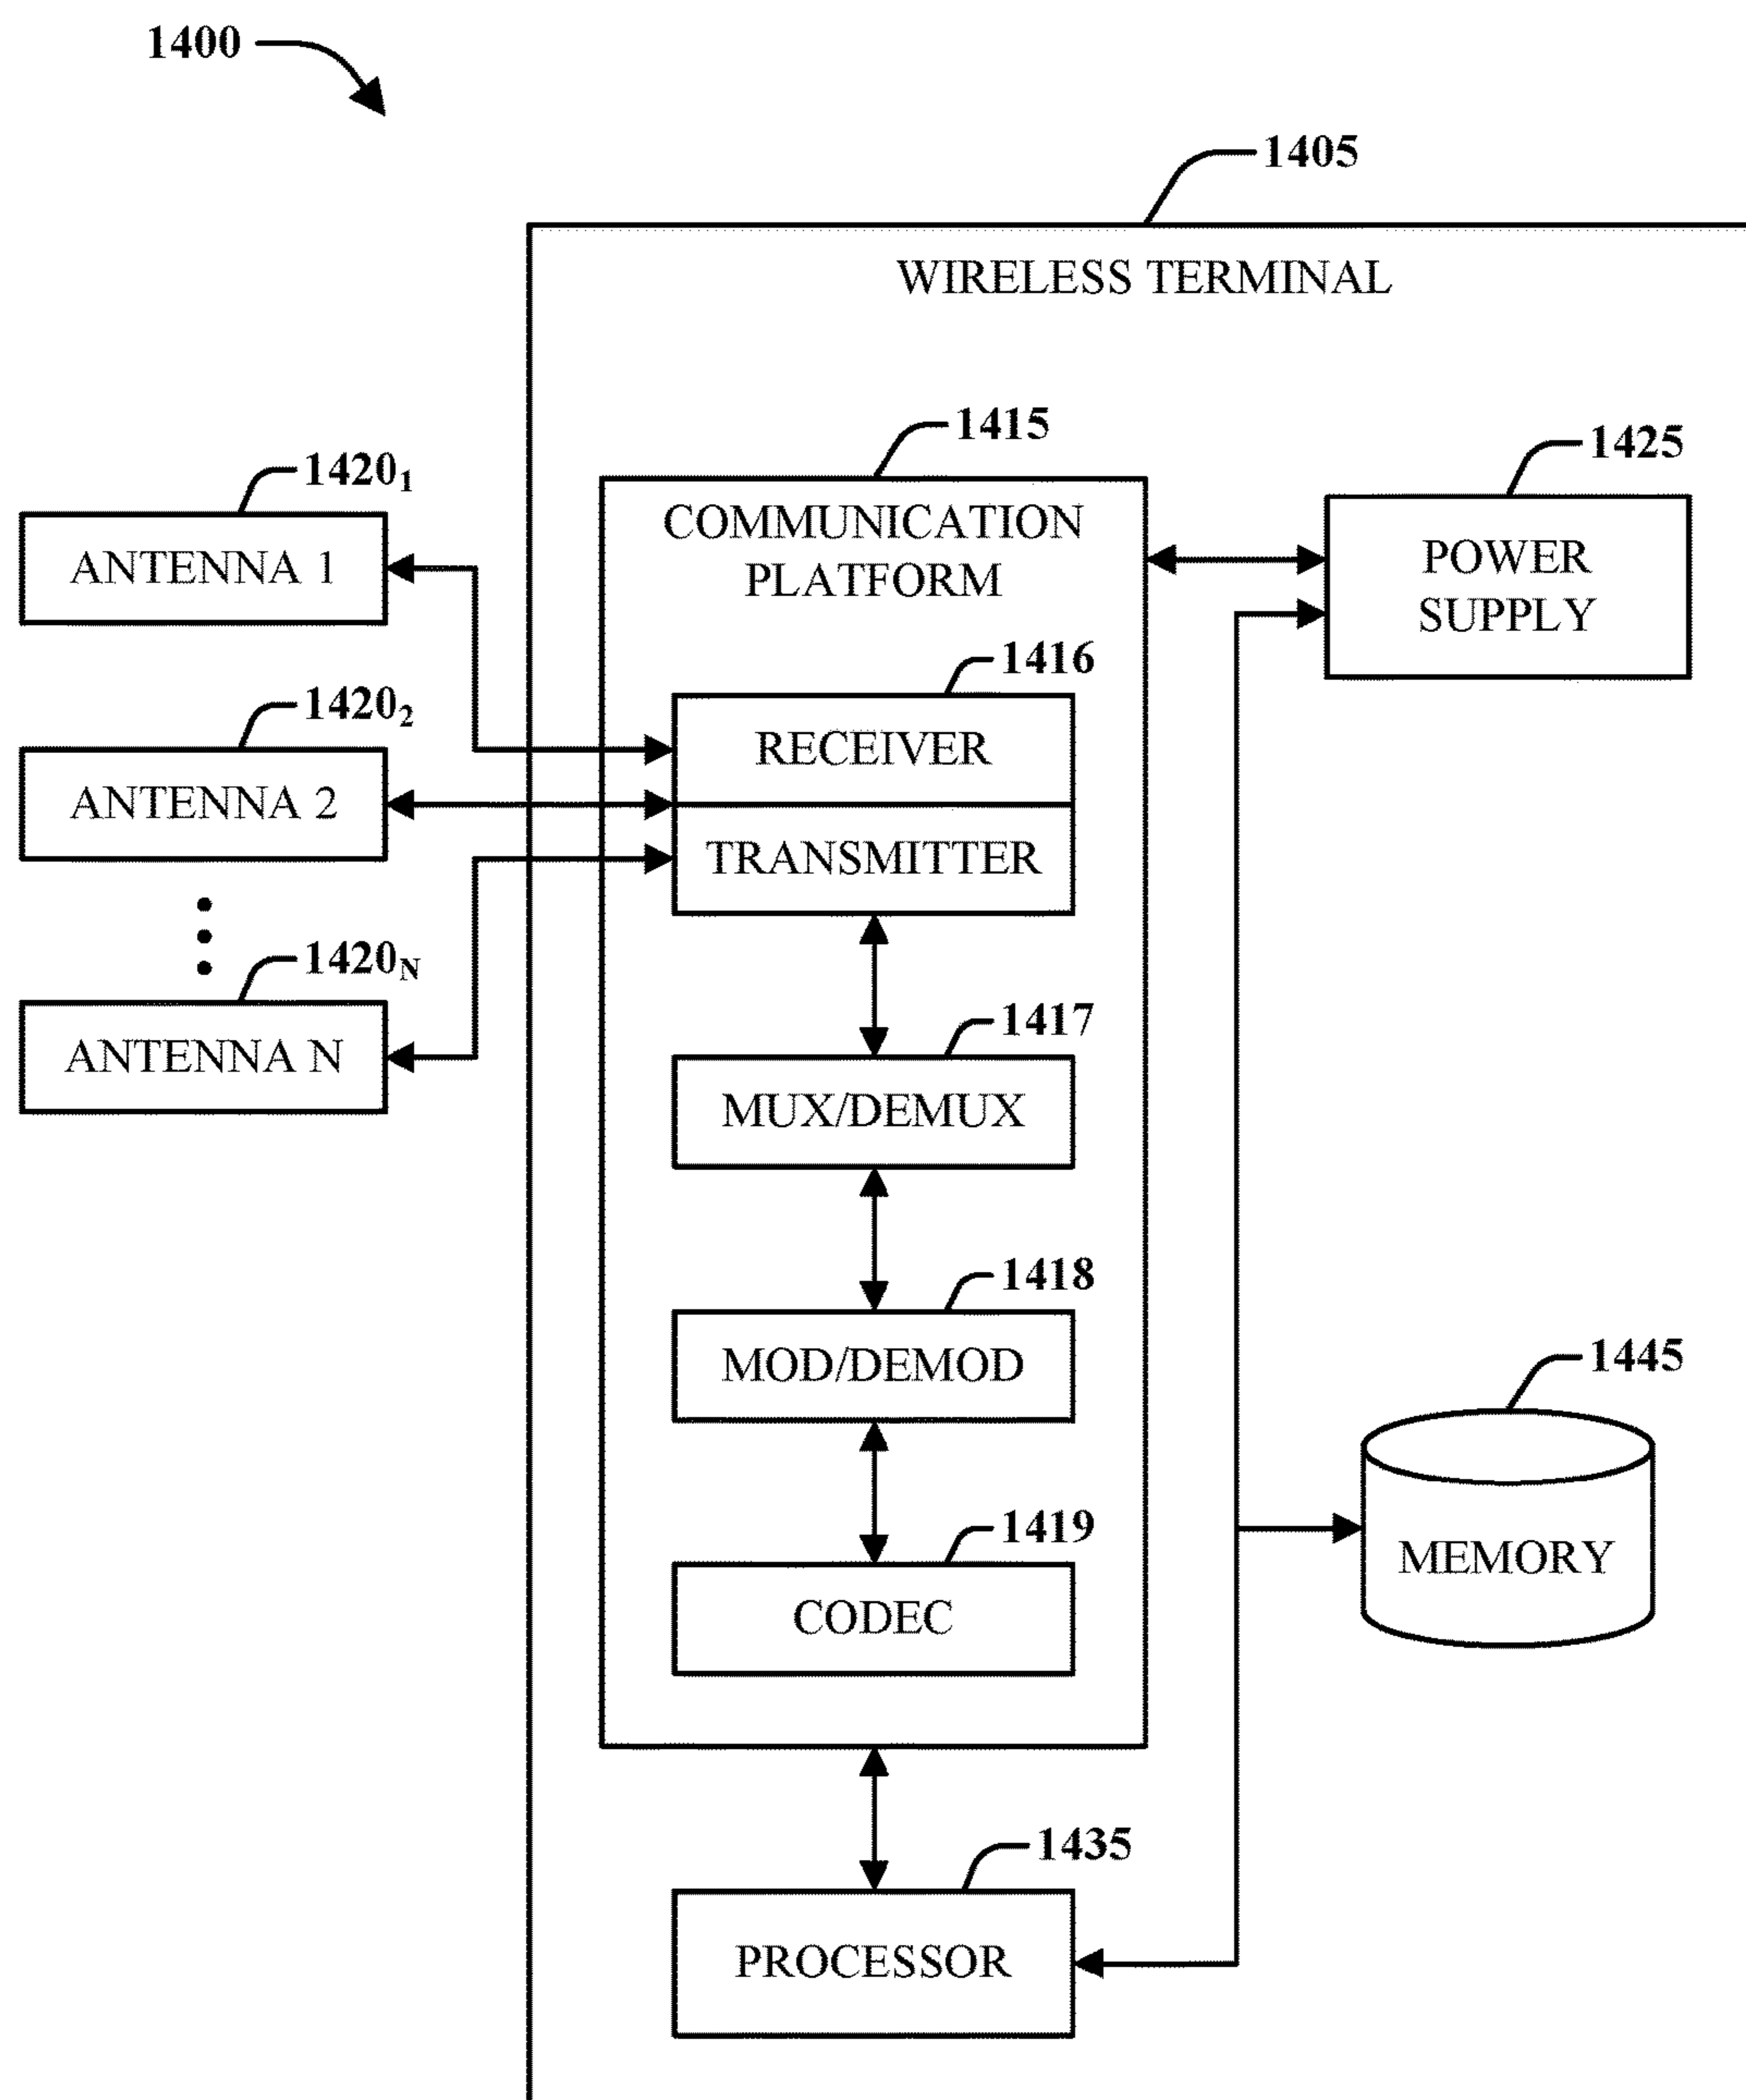 1400
1405
WIRELESS TERMINAL
1415
1425
1420₁
COMMUNICATION
PLATFORM
POWER
SUPPLY
ANTENNA 1
1416
1420₂
RECEIVER
ANTENNA 2
TRANSMITTER
1420N
1417
ANTENNA N
MUX/DEMUX
1418
MOD/DEMOD
1445
1419
MEMORY
CODEC
1435
PROCESSOR